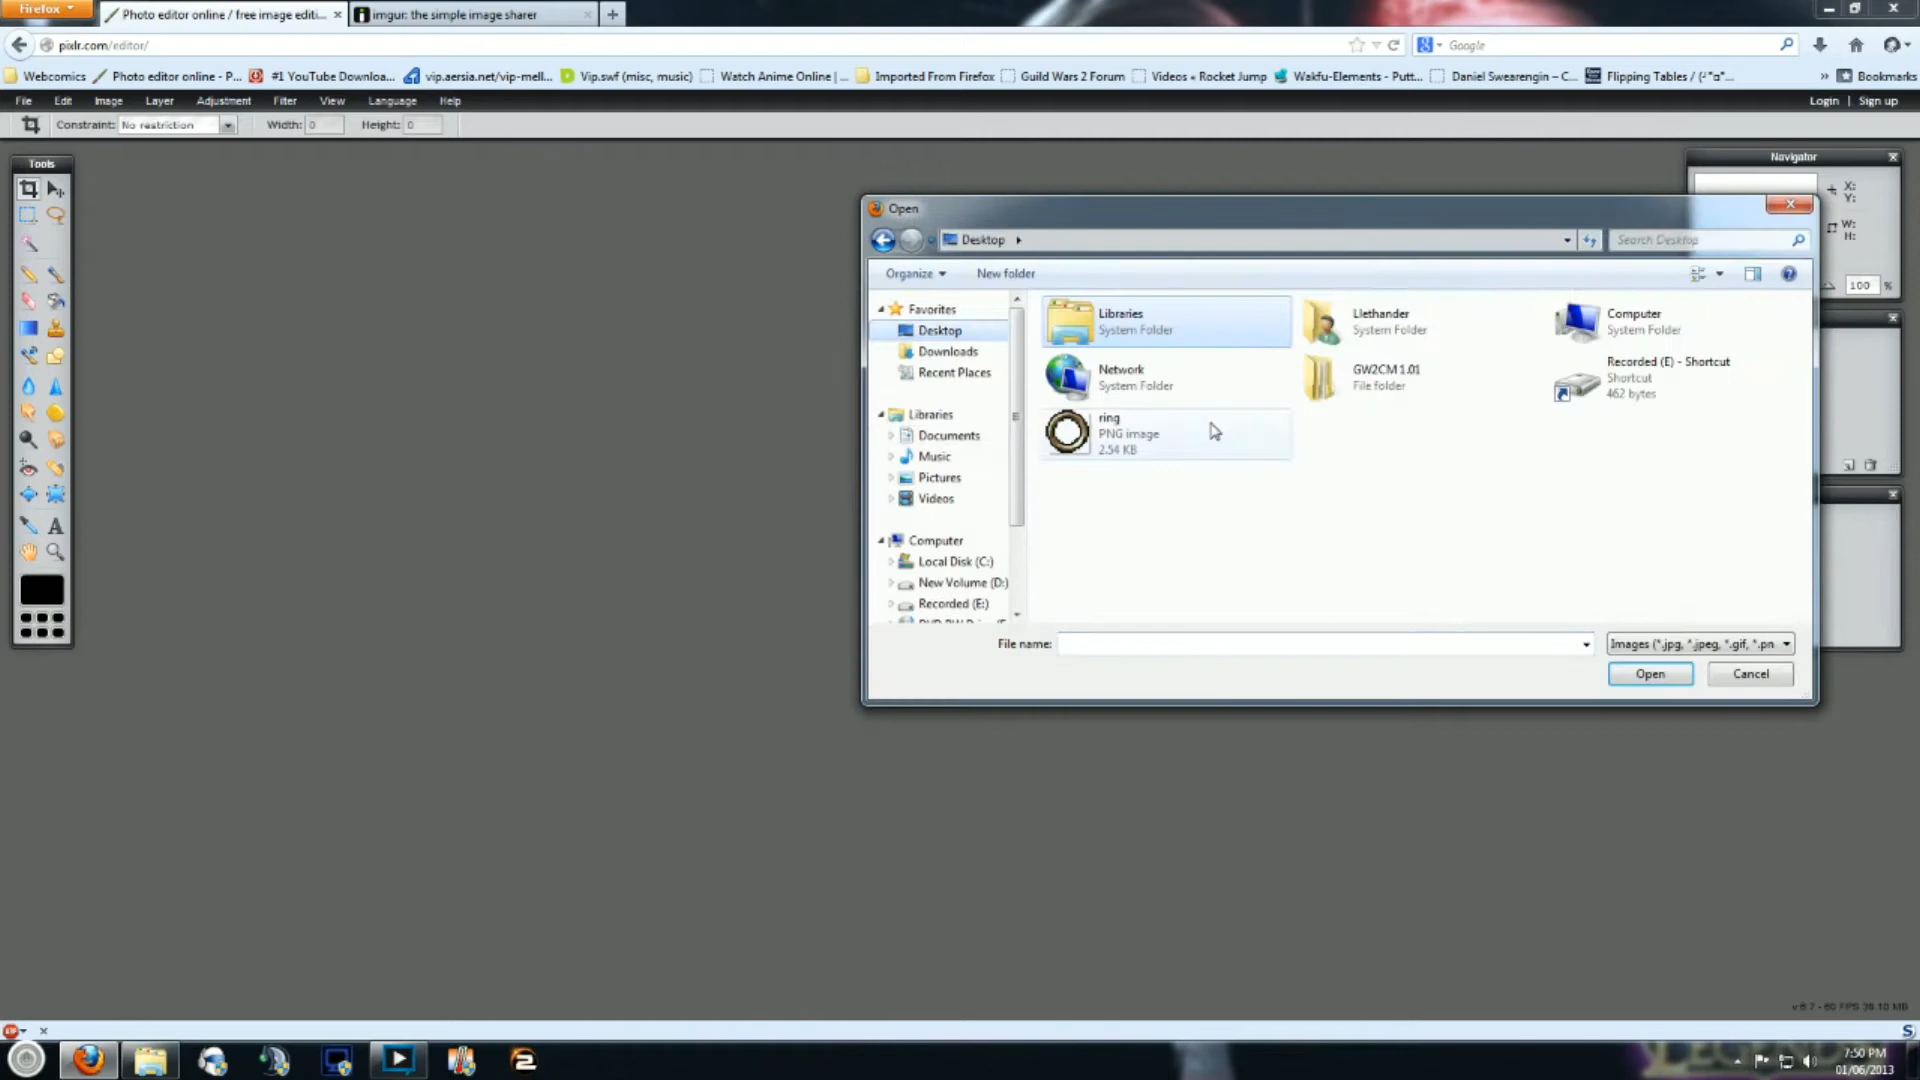 Firefox
Photo editor online / free image editi...
imgur: the simple image sharer
pixlr.com/editor/
Google
Webcomics
Photo editor online - P...
#1 YouTube Downloa...
vip.aersia.net/vip-mell...
Vip.swf (misc, music)
Watch Anime Online |...
Imported From Firefox
Guild Wars 2 Forum
Videos « Rocket Jump
Wakfu-Elements - Putt...
Daniel Swearengin – C...
Flipping Tables / (╯°□°...
Bookmarks
File Edit Image Layer Adjustment Filter View Language Help
Login | Sign up
Constraint: No restriction Width: 0 Height: 0
Tools
Navigator
X:
Y:
W:
H:
100 %
Open
Desktop
Search Desktop
Organize
New folder
Favorites
Desktop
Downloads
Recent Places
Libraries
Documents
Music
Pictures
Videos
Computer
Local Disk (C:)
New Volume (D:)
Recorded (E:)
Libraries
System Folder
Llethander
System Folder
Computer
System Folder
Network
System Folder
GW2CM 1.01
File folder
Recorded (E) - Shortcut
Shortcut
462 bytes
ring
PNG image
2.54 KB
File name:
Images (*.jpg, *.jpeg, *.gif, *.pn
Open
Cancel
7:50 PM
01/06/2013